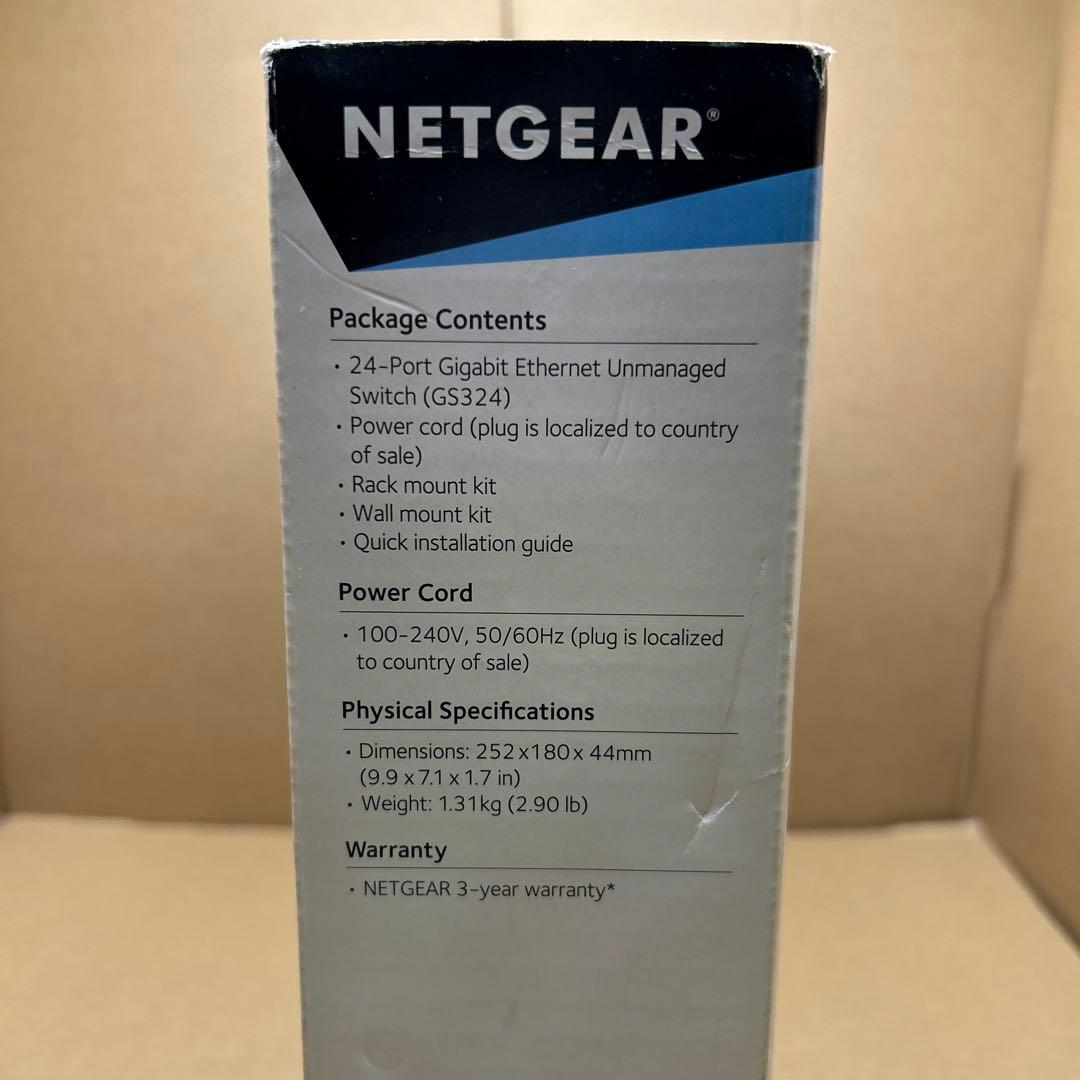 NETGEAR®
Package Contents
· 24-Port Gigabit Ethernet Unmanaged
Switch (GS324)
· Power cord (plug is localized to country
of sale)
· Rack mount kit
· Wall mount kit
· Quick installation guide
Power Cord
· 100-240V, 50/60Hz (plug is localized
to country of sale)
Physical Specifications
· Dimensions: 252 x 180 x 44mm
(9.9 x 7.1 x 1.7 in)
· Weight: 1.31kg (2.90 lb)
Warranty
· NETGEAR 3-year warranty*